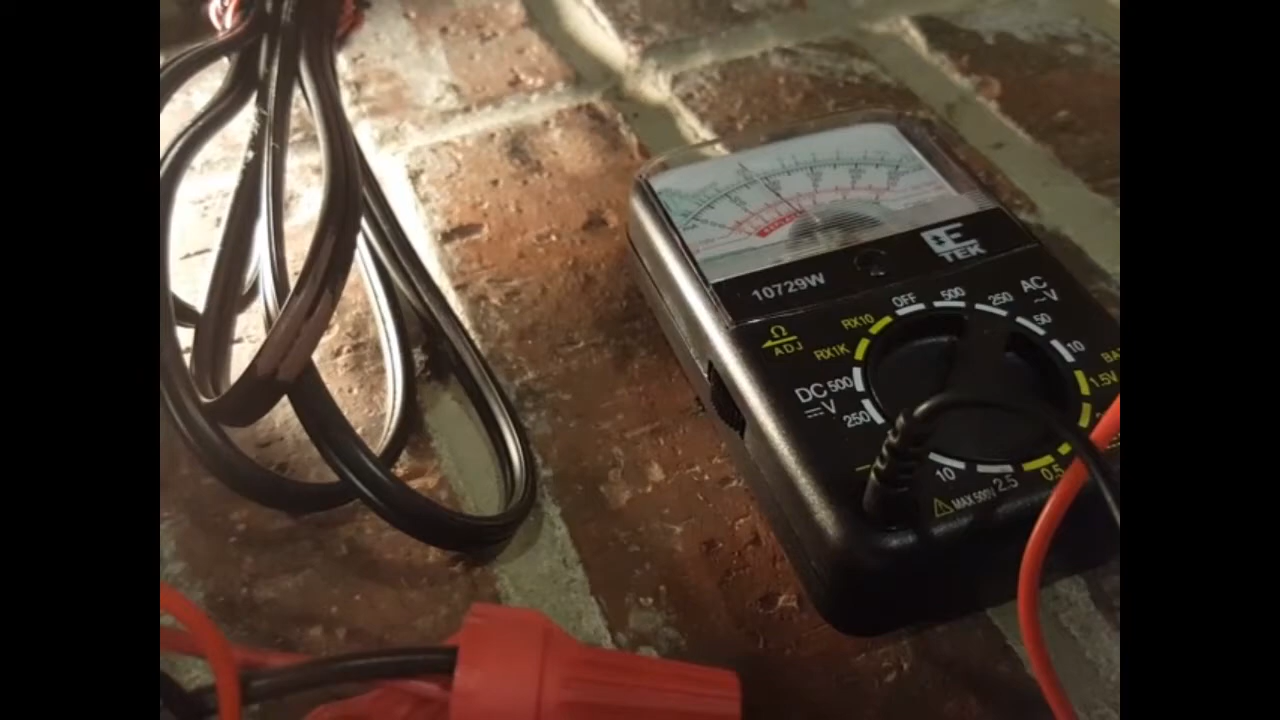 DE
TEK
10729W
OFF
500
250
AC
~V
50
10
1.5V
RX10
RX1K
Ω
ADJ
DC
500
250
10
2.5
0.5
MAX 500V